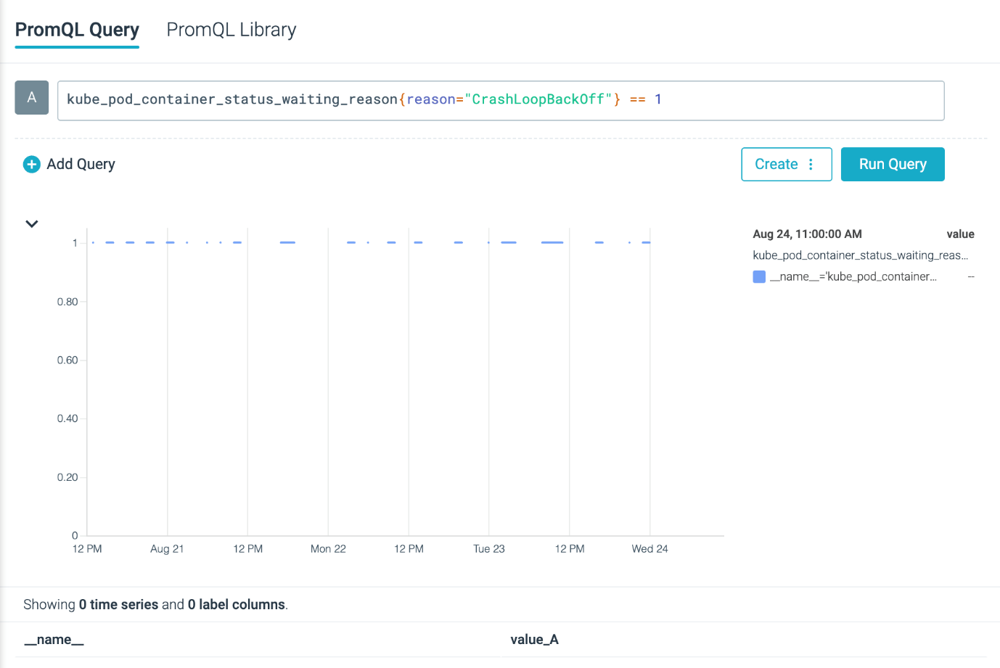 PromQL Query PromQL Library
A kube_pod_container_status_waiting_reason{reason="CrashLoopBackOff"} == 1
Add Query Create Run Query
Aug 24, 11:00:00 AM value
kube_pod_container_status_waiting_reas...
__name__='kube_pod_container... --
1
0.80
0.60
0.40
0.20
0
12 PM Aug 21 12 PM Mon 22 12 PM Tue 23 12 PM Wed 24
Showing 0 time series and 0 label columns.
__name__ value_A